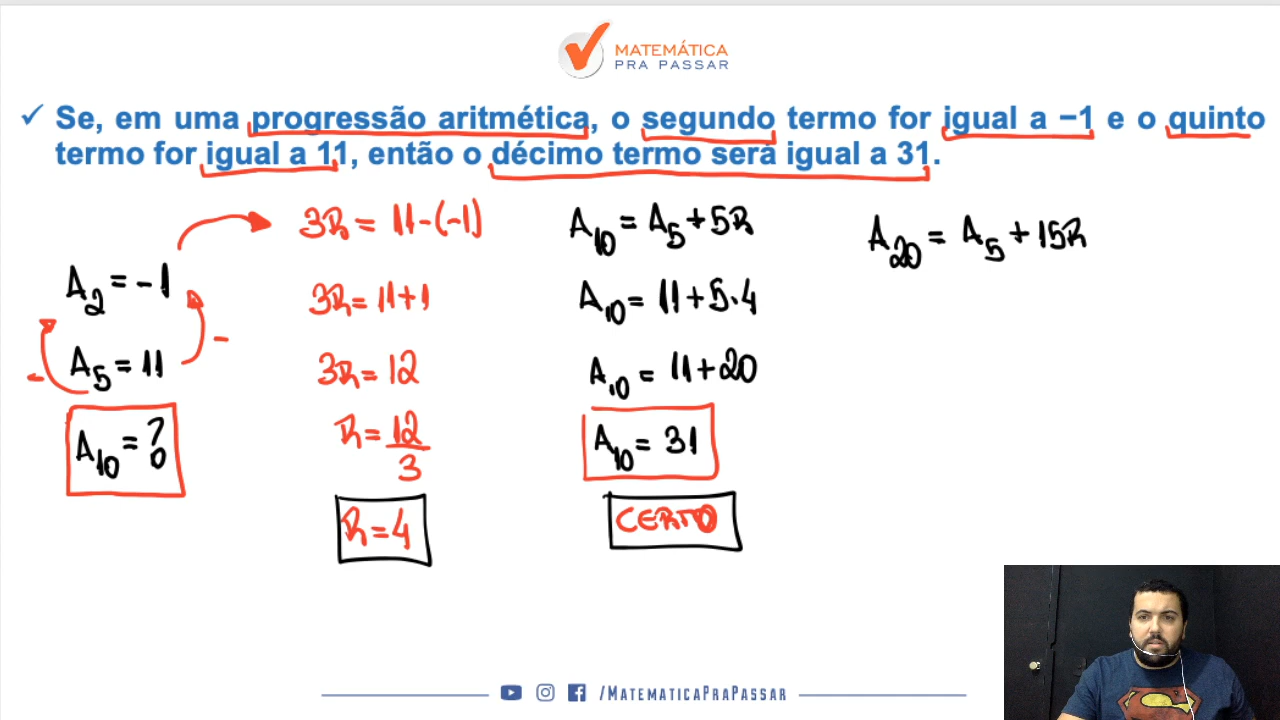 MATEMÁTICA
PRA PASSAR
✓ Se, em uma progressão aritmética, o segundo termo for igual a −1 e o quinto
termo for igual a 11, então o décimo termo será igual a 31.
A₂ = -1
A₅ = 11
A₁₀ = ?
-
-
3R = 11-(-1)
3R = 11+1
3R = 12
R = 12/3
R = 4
A₁₀ = A₅ + 5R
A₁₀ = 11 + 5.4
A₁₀ = 11 + 20
A₁₀ = 31
CERTO
A₂₀ = A₅ + 15R
/MATEMATICAPRAPASSAR